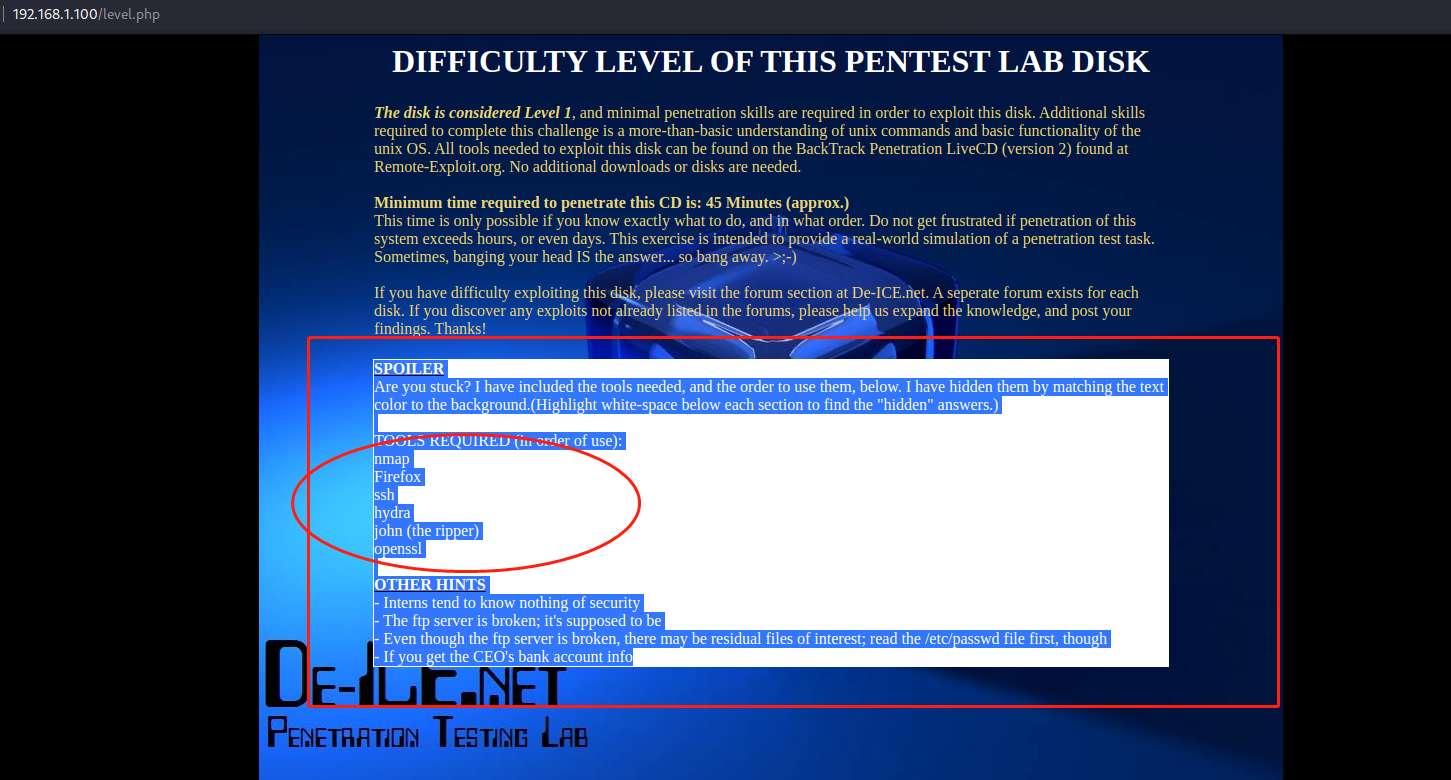 192.168.1.100/level.php
DIFFICULTY LEVEL OF THIS PENTEST LAB DISK
The disk is considered Level 1, and minimal penetration skills are required in order to exploit this disk. Additional skills
required to complete this challenge is a more-than-basic understanding of unix commands and basic functionality of the
unix OS. All tools needed to exploit this disk can be found on the BackTrack Penetration LiveCD (version 2) found at
Remote-Exploit.org. No additional downloads or disks are needed.
Minimum time required to penetrate this CD is: 45 Minutes (approx.)
This time is only possible if you know exactly what to do, and in what order. Do not get frustrated if penetration of this
system exceeds hours, or even days. This exercise is intended to provide a real-world simulation of a penetration test task.
Sometimes, banging your head IS the answer... so bang away. >;-)
If you have difficulty exploiting this disk, please visit the forum section at De-ICE.net. A seperate forum exists for each
disk. If you discover any exploits not already listed in the forums, please help us expand the knowledge, and post your
findings. Thanks!
SPOILER
Are you stuck? I have included the tools needed, and the order to use them, below. I have hidden them by matching the text
color to the background.(Highlight white-space below each section to find the "hidden" answers.)
TOOLS REQUIRED (in order of use):
nmap
Firefox
ssh
hydra
john (the ripper)
openssl
OTHER HINTS
- Interns tend to know nothing of security
- The ftp server is broken; it's supposed to be
- Even though the ftp server is broken, there may be residual files of interest; read the /etc/passwd file first, though
- If you get the CEO's bank account info
De-ICE.net
Penetration Testing Lab